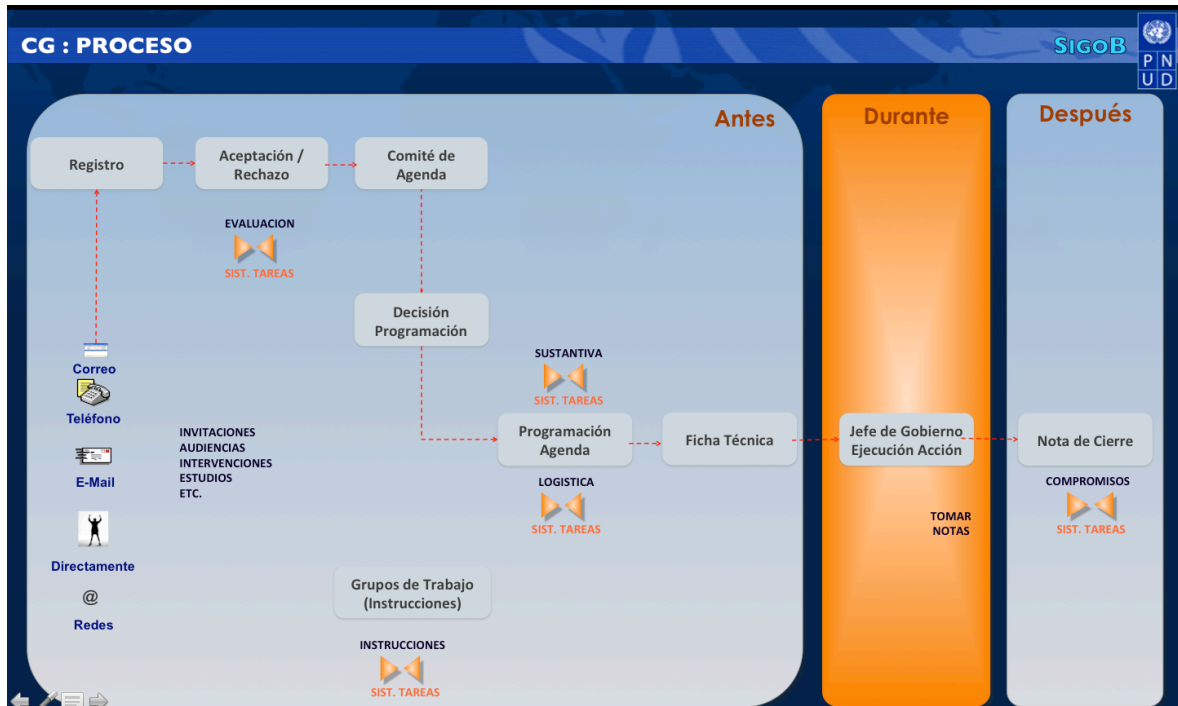 CG : PROCESO
SIGOB
P N
U D
Antes
Durante
Después
Registro
Aceptación /
Rechazo
Comité de
Agenda
EVALUACION
SIST. TAREAS
Decisión
Programación
Correo
Teléfono
E-Mail
Directamente
@
Redes
INVITACIONES
AUDIENCIAS
INTERVENCIONES
ESTUDIOS
ETC.
SUSTANTIVA
SIST. TAREAS
Programación
Agenda
LOGISTICA
SIST. TAREAS
Ficha Técnica
Jefe de Gobierno
Ejecución Acción
TOMAR
NOTAS
Nota de Cierre
COMPROMISOS
SIST. TAREAS
Grupos de Trabajo
(Instrucciones)
INSTRUCCIONES
SIST. TAREAS